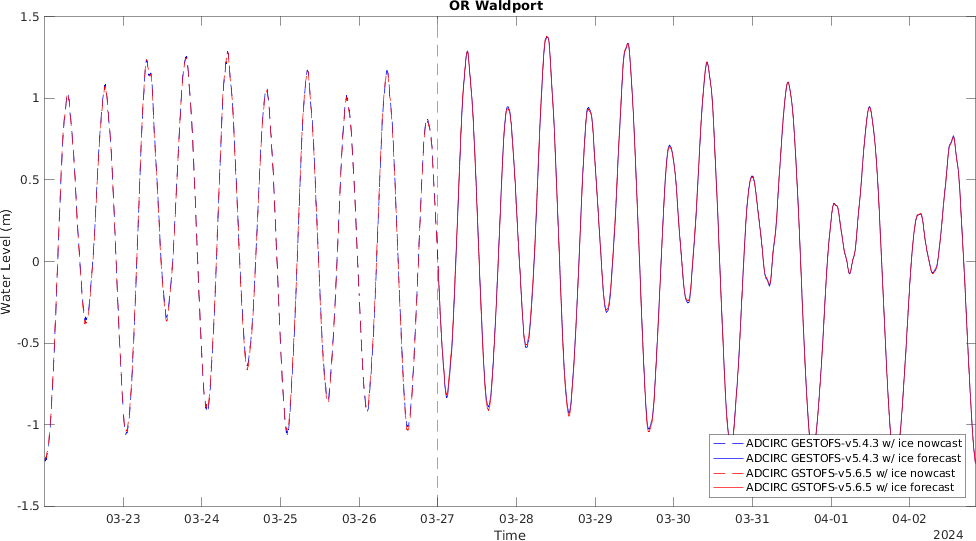 OR Waldport
1.5
1
0.5
0
-0.5
-1
-1.5
Water Level (m)
03-23 03-24 03-25 03-26 03-27 03-28 03-29 03-30 03-31 04-01 04-02
Time
2024
ADCIRC GESTOFS-v5.4.3 w/ ice nowcast
ADCIRC GESTOFS-v5.4.3 w/ ice forecast
ADCIRC GSTOFS-v5.6.5 w/ ice nowcast
ADCIRC GSTOFS-v5.6.5 w/ ice forecast